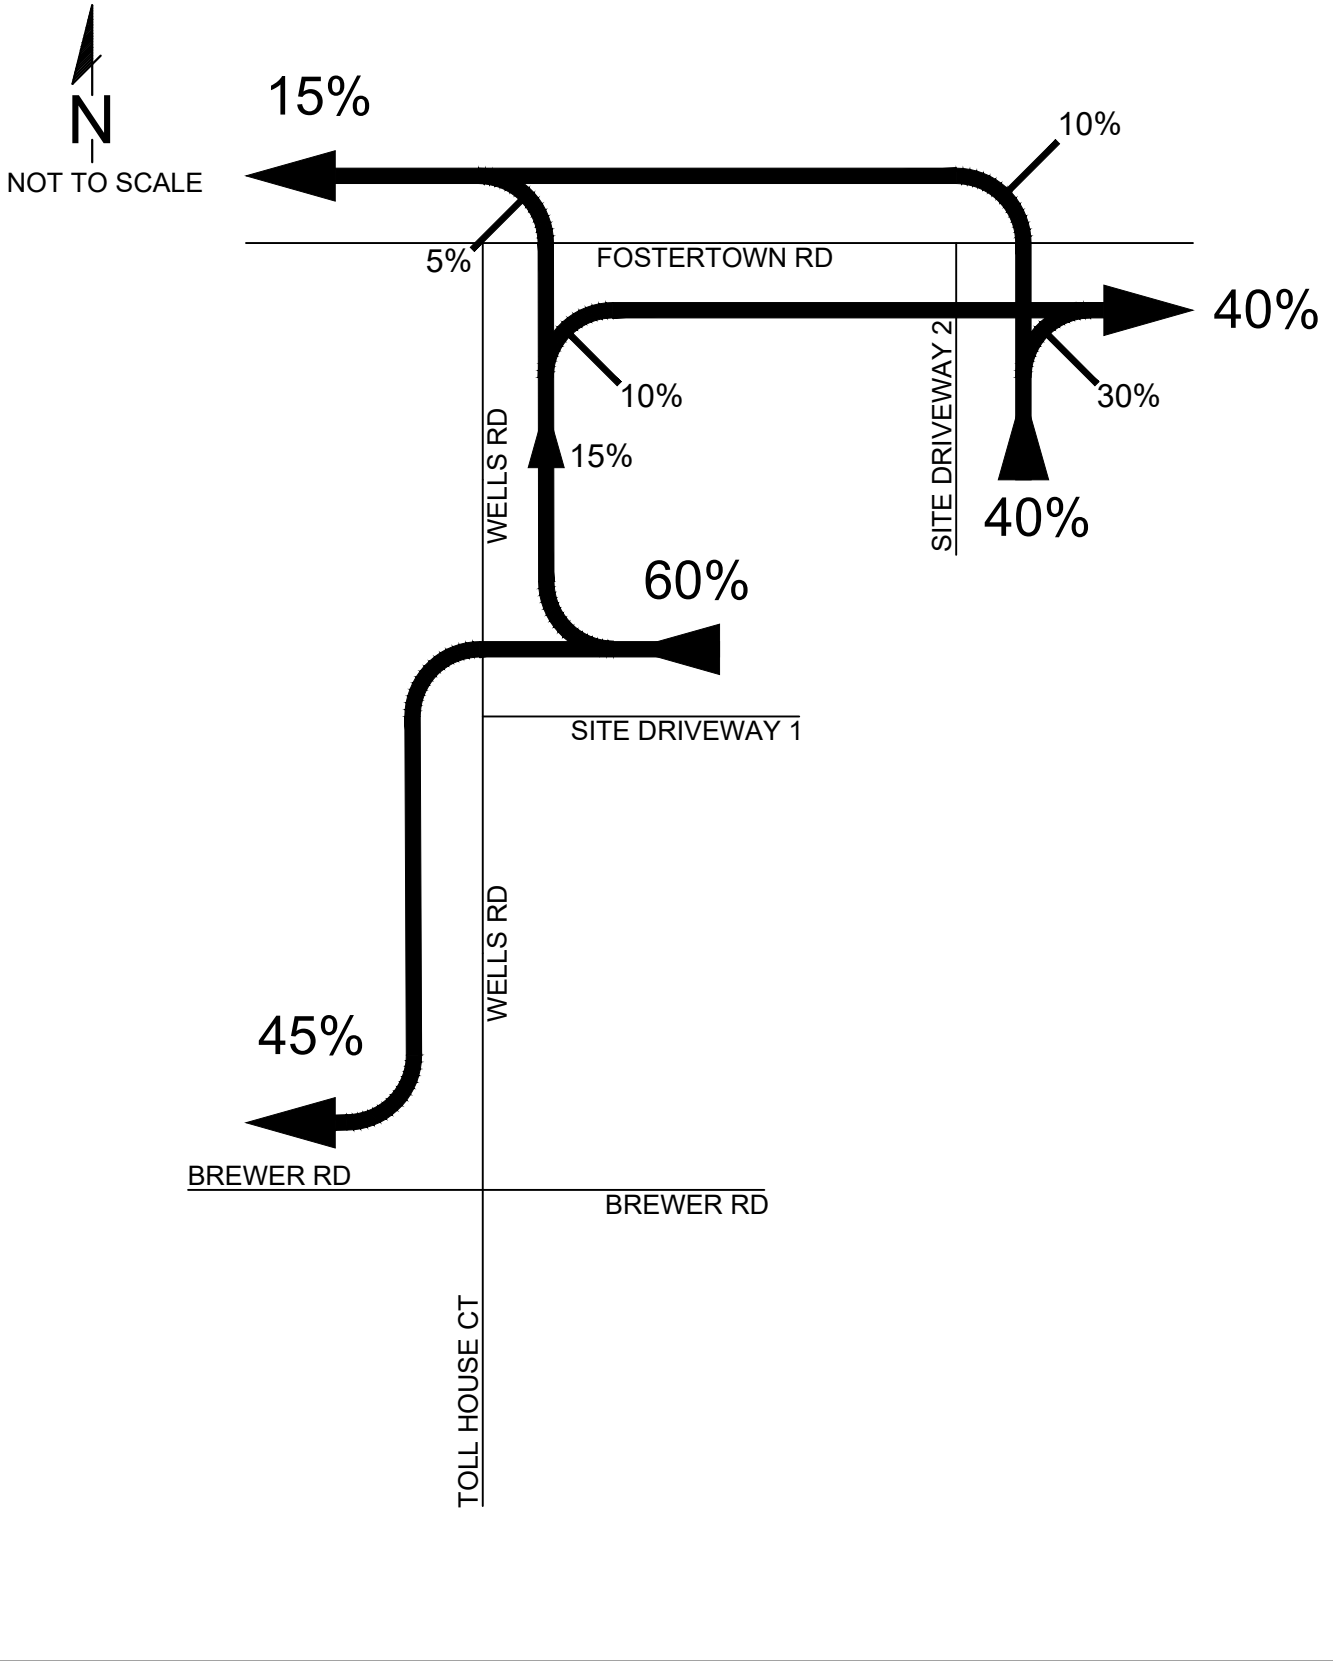 15%
10%
N
NOT TO SCALE
5%
FOSTERTOWN RD
40%
SITE DRIVEWAY 2
10%
30%
WELLS RD
15%
40%
60%
SITE DRIVEWAY 1
WELLS RD
45%
BREWER RD
BREWER RD
TOLL HOUSE CT